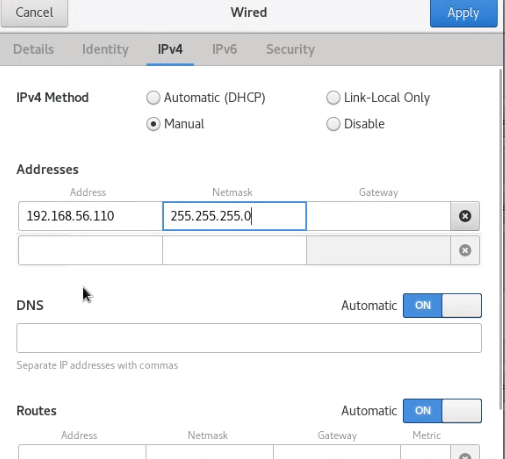 Cancel Wired Apply
Details Identity IPv4 IPv6 Security
IPv4 Method Automatic (DHCP) Link-Local Only
Manual Disable
Addresses
Address Netmask Gateway
192.168.56.110 255.255.255.0
DNS Automatic ON
Separate IP addresses with commas
Routes Automatic ON
Address Netmask Gateway Metric